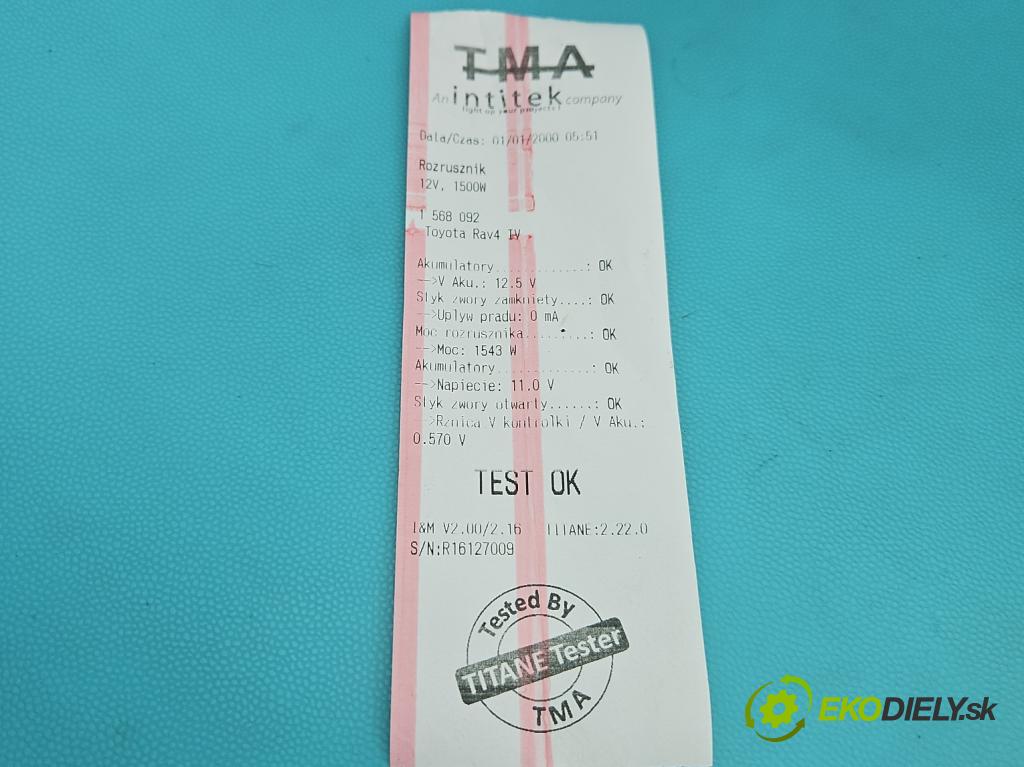 TMA
An intitek company
light up your projects!
Data/Czas: 01/01/2000 05:51
Rozrusznik
12V, 1500W
1 568 092
Toyota Rav4 IV
Akumulatory.............: OK
-->V Aku.: 12.5 V
Styk zwory zamkniety....: OK
-->Uplyw pradu: 0 mA
Moc rozrusznika.........: OK
-->Moc: 1543 W
Akumulatory.............: OK
-->Napiecie: 11.0 V
Styk zwory otwarty......: OK
-->Rznica V kontrolki / V Aku.:
0.570 V
TEST OK
I&M V2.00/2.16 TITANE:2.22.0
S/N:R16127009
Tested By
TITANE Tester
TMA
EKODIELY.sk